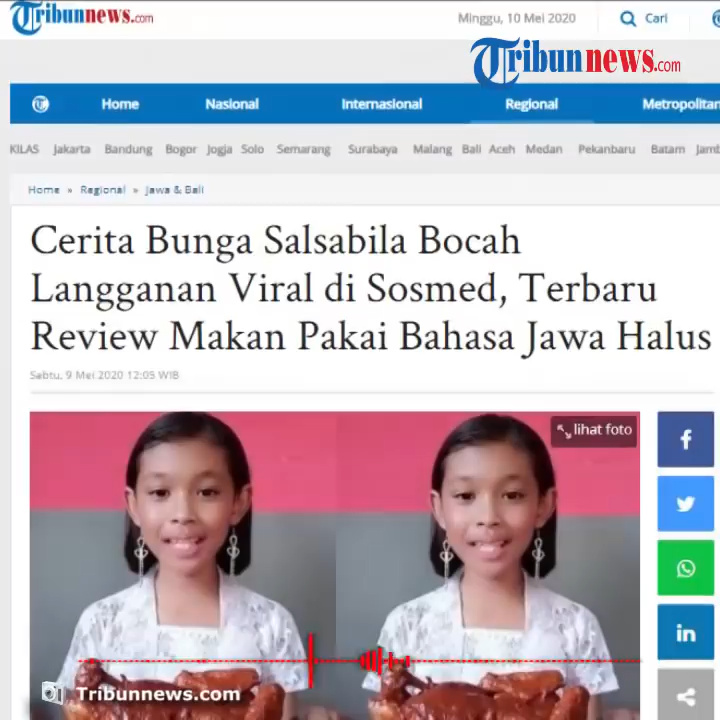 Tribunnews.com
Minggu, 10 Mei 2020
Cari
Tribunnews.com
Home Nasional Internasional Regional Metropolitan
KILAS Jakarta Bandung Bogor Jogja Solo Semarang Surabaya Malang Bali Aceh Medan Pekanbaru Batam Jamb
Home » Regional » Jawa & Bali
Cerita Bunga Salsabila Bocah
Langganan Viral di Sosmed, Terbaru
Review Makan Pakai Bahasa Jawa Halus
Sabtu, 9 Mei 2020 12:05 WIB
lihat foto
Tribunnews.com